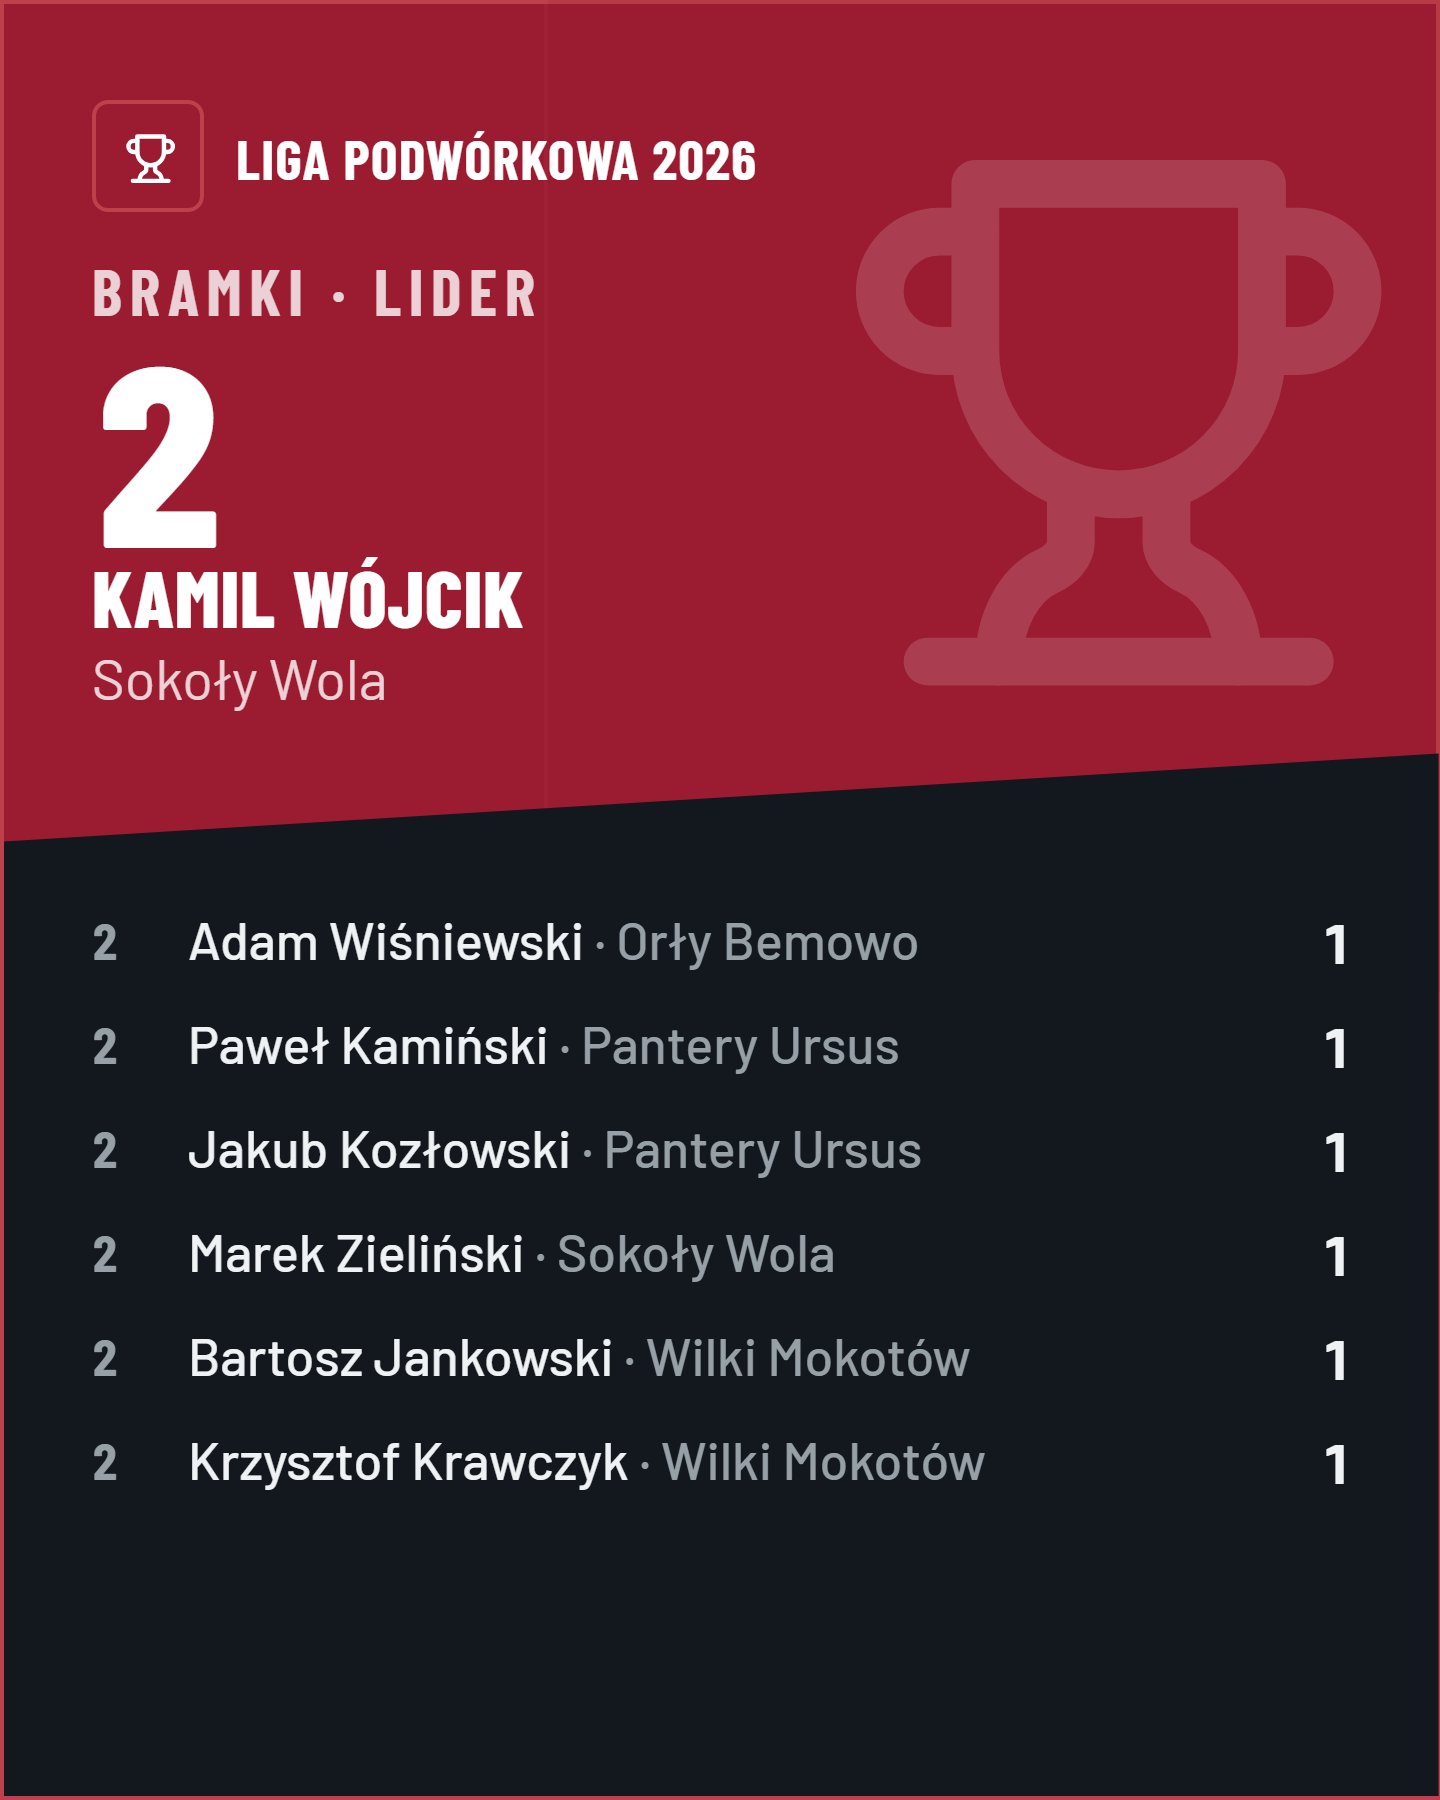 LIGA PODWÓRKOWA 2026
BRAMKI · LIDER
2
KAMIL WÓJCIK
Sokoły Wola
2 Adam Wiśniewski · Orły Bemowo 1
2 Paweł Kamiński · Pantery Ursus 1
2 Jakub Kozłowski · Pantery Ursus 1
2 Marek Zieliński · Sokoły Wola 1
2 Bartosz Jankowski · Wilki Mokotów 1
2 Krzysztof Krawczyk · Wilki Mokotów 1